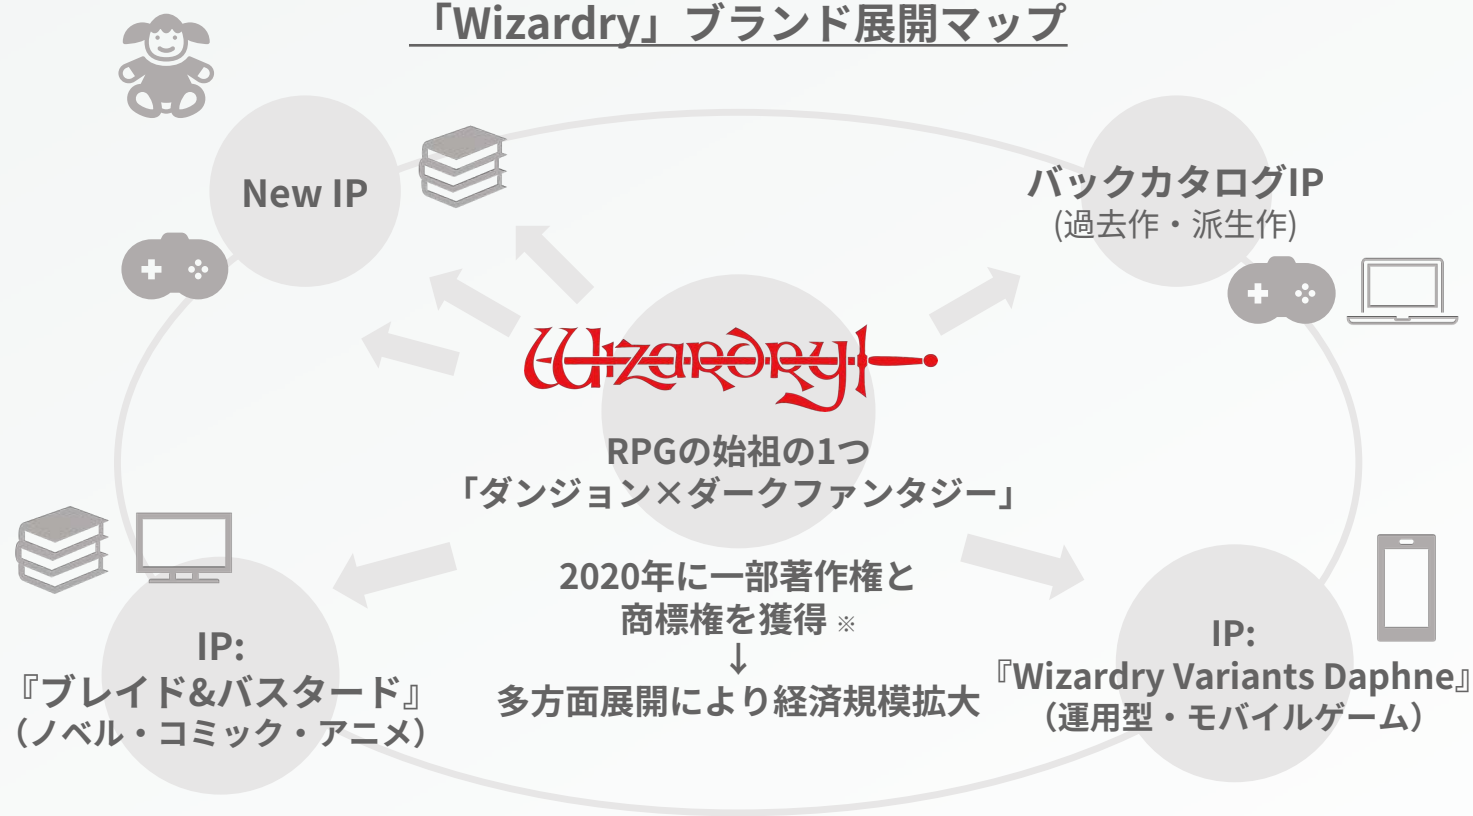 「Wizardry」ブランド展開マップ
New IP
バックカタログIP
(過去作・派生作)
Wizardry
RPGの始祖の1つ
「ダンジョン×ダークファンタジー」
2020年に一部著作権と
商標権を獲得 ※
↓
多方面展開により経済規模拡大
IP:
『ブレイド&バスタード』
（ノベル・コミック・アニメ）
IP:
『Wizardry Variants Daphne』
（運用型・モバイルゲーム）